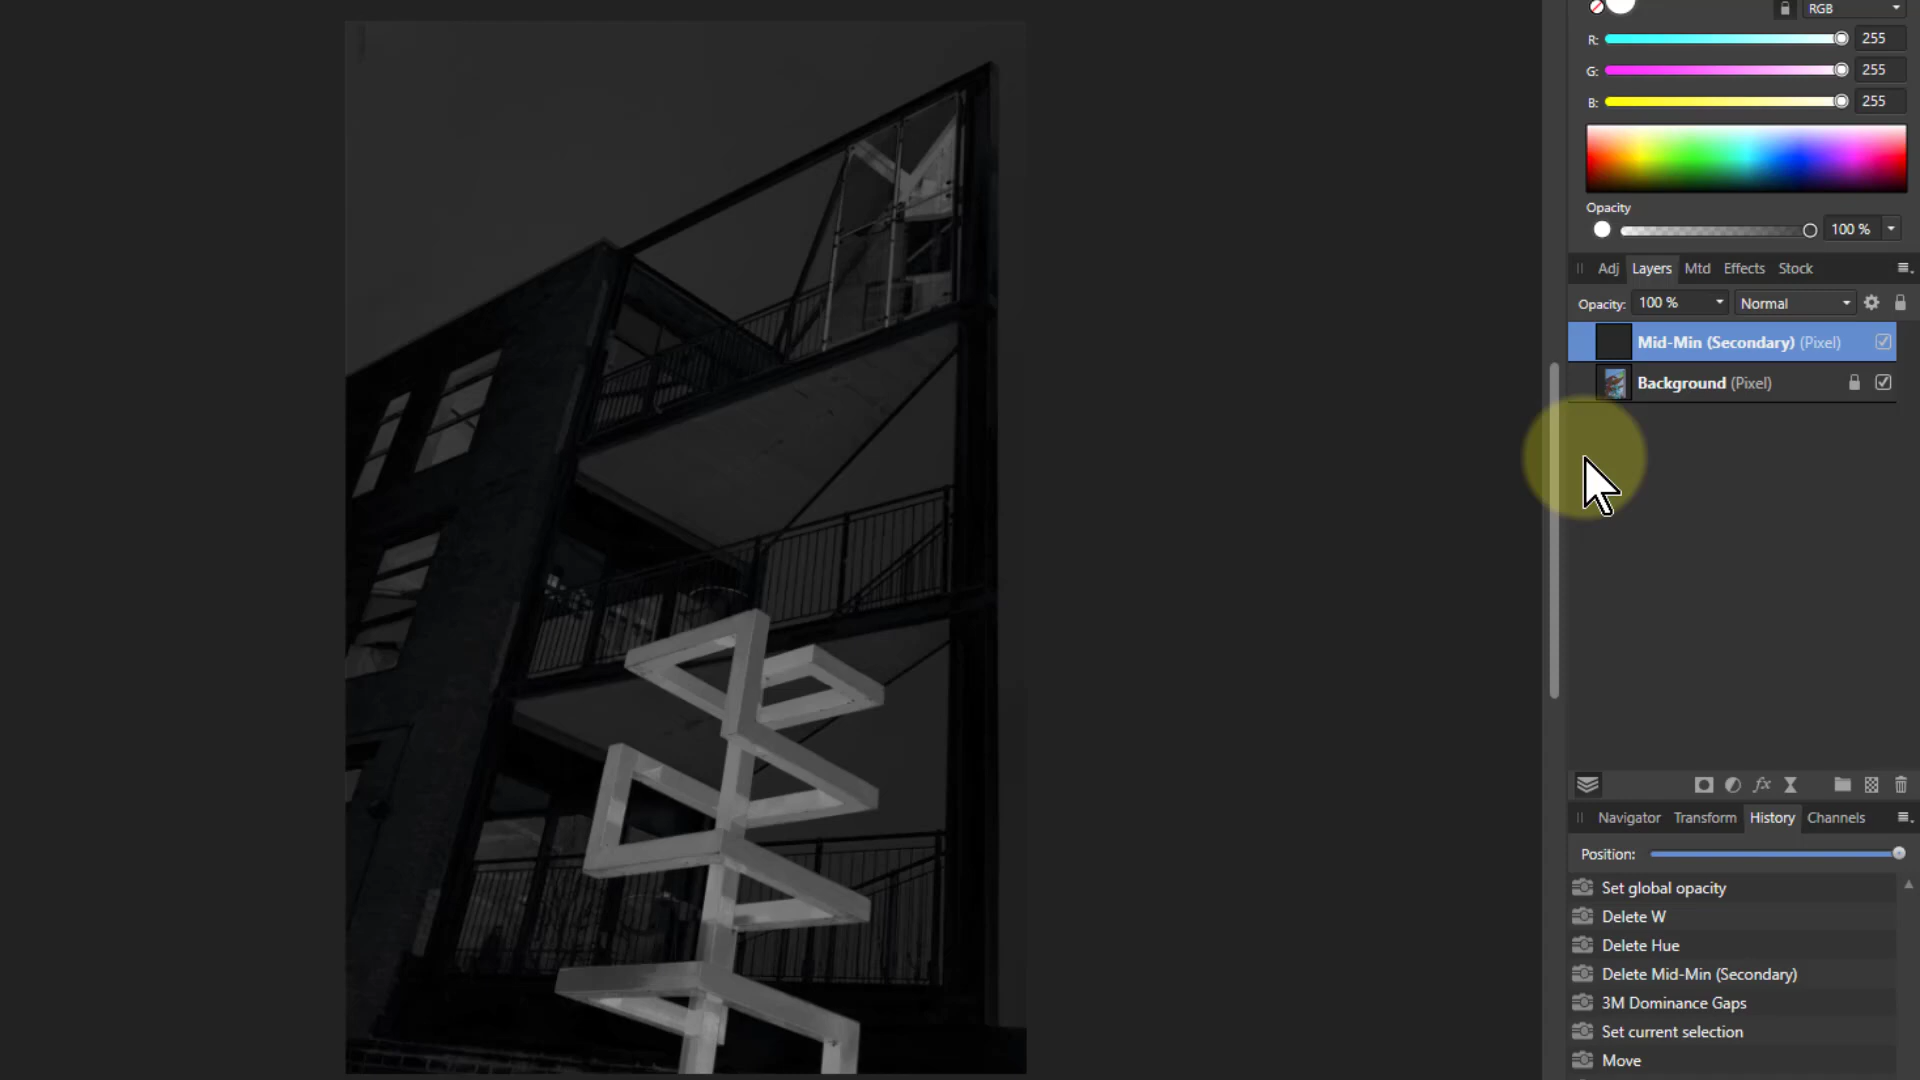 RGB
R: 255
G: 255
B: 255
Opacity
100 %
Adj Layers Mtd Effects Stock
Opacity: 100 % Normal
Mid-Min (Secondary) (Pixel)
Background (Pixel)
fx
Navigator Transform History Channels
Position:
Set global opacity
Delete W
Delete Hue
Delete Mid-Min (Secondary)
3M Dominance Gaps
Set current selection
Move